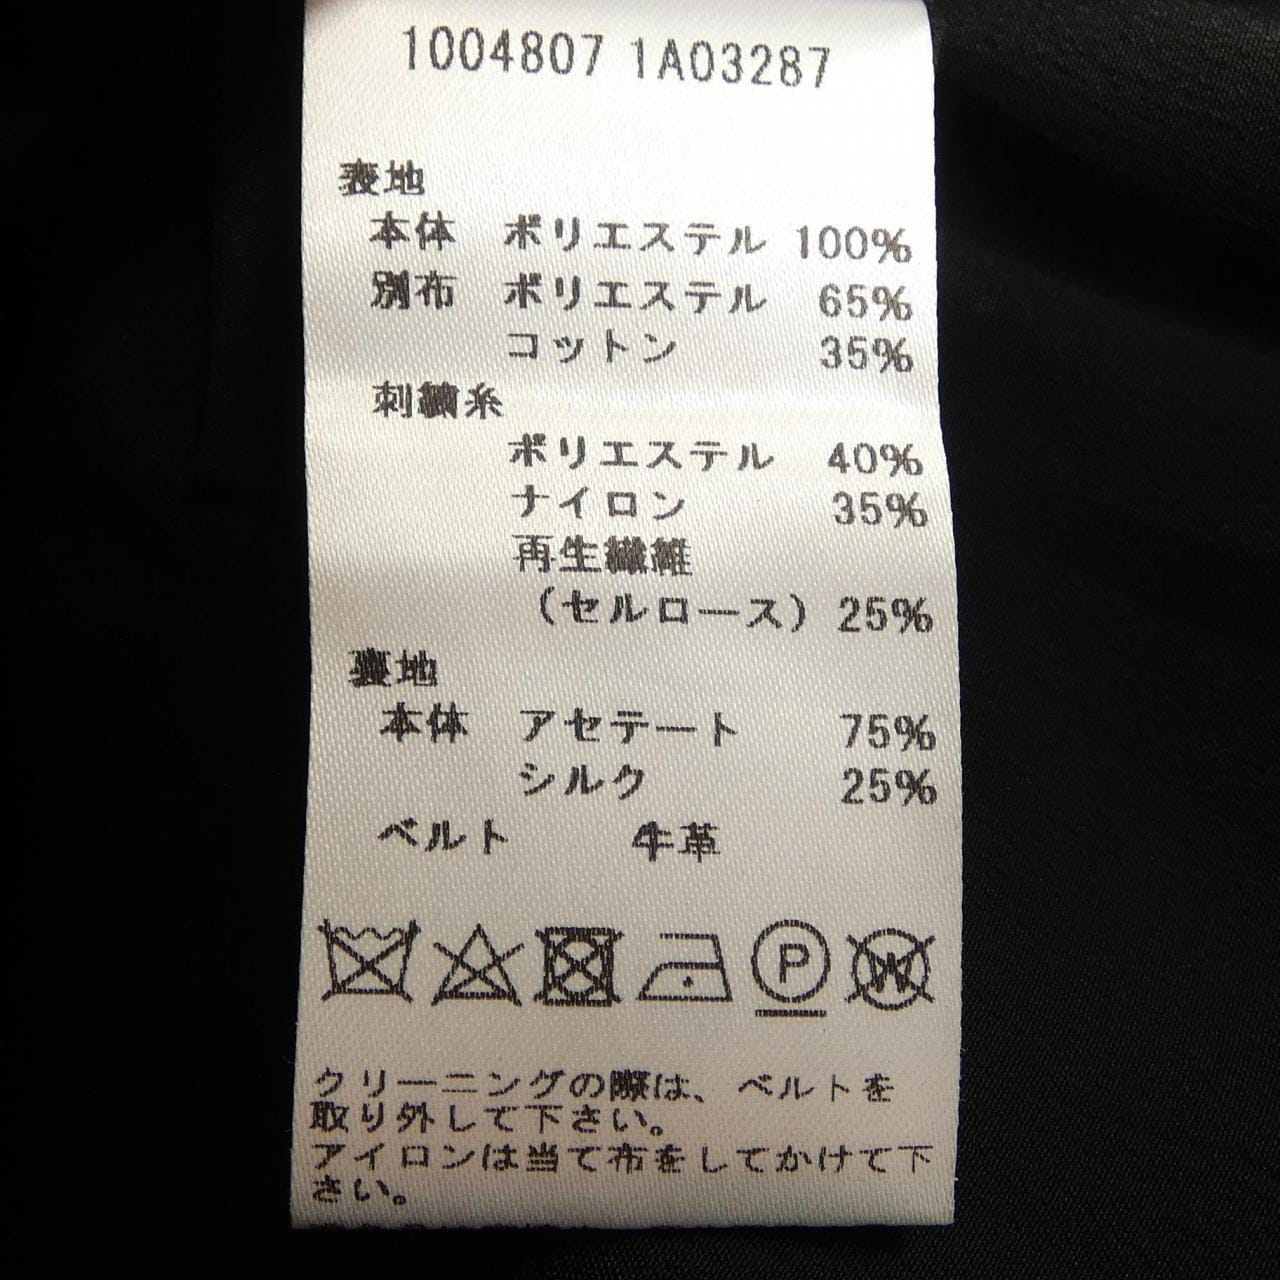 1004807 1A03287
表地
本体 ポリエステル 100%
別布 ポリエステル 65%
コットン 35%
刺繍糸
ポリエステル 40%
ナイロン 35%
再生繊維
（セルロース） 25%
裏地
本体 アセテート 75%
シルク 25%
ベルト 牛革
P W
クリーニングの際は、ベルトを
取り外して下さい。
アイロンは当て布をしてかけて下
さい。